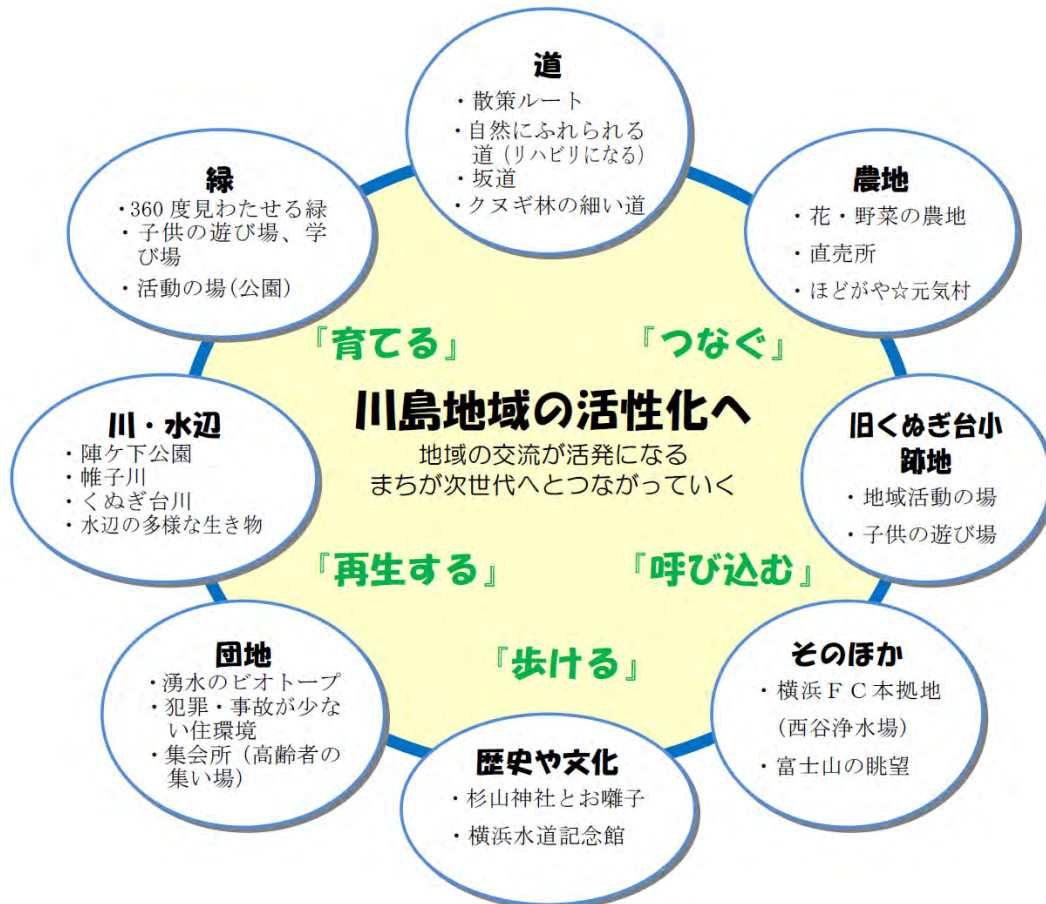 道
・散策ルート
・自然にふれられる
道（リハビリになる）
・坂道
・クヌギ林の細い道
緑
・360 度見わたせる緑
・子供の遊び場、学
び場
・活動の場（公園）
農地
・花・野菜の農地
・直売所
・ほどがや☆元気村
『育てる』
『つなぐ』
川島地域の活性化へ
地域の交流が活発になる
まちが次世代へとつながっていく
川・水辺
・陣ケ下公園
・帷子川
・くぬぎ台川
・水辺の多様な生き物
旧くぬぎ台小
跡地
・地域活動の場
・子供の遊び場
『再生する』
『呼び込む』
『歩ける』
団地
・湧水のビオトープ
・犯罪・事故が少な
い住環境
・集会所（高齢者の
集い場）
そのほか
・横浜ＦＣ本拠地
（西谷浄水場）
・富士山の眺望
歴史や文化
・杉山神社とお囃子
・横浜水道記念館